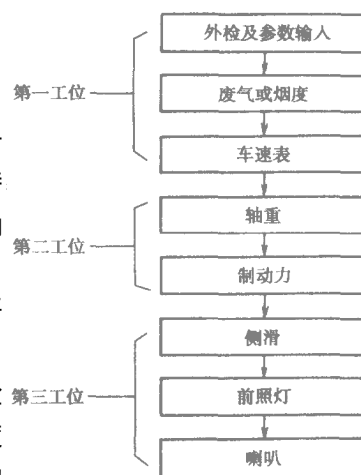 外检及参数输入
第一工位
废气或烟度
车速表
轴重
第二工位
制动力
侧滑
第三工位
前照灯
喇叭